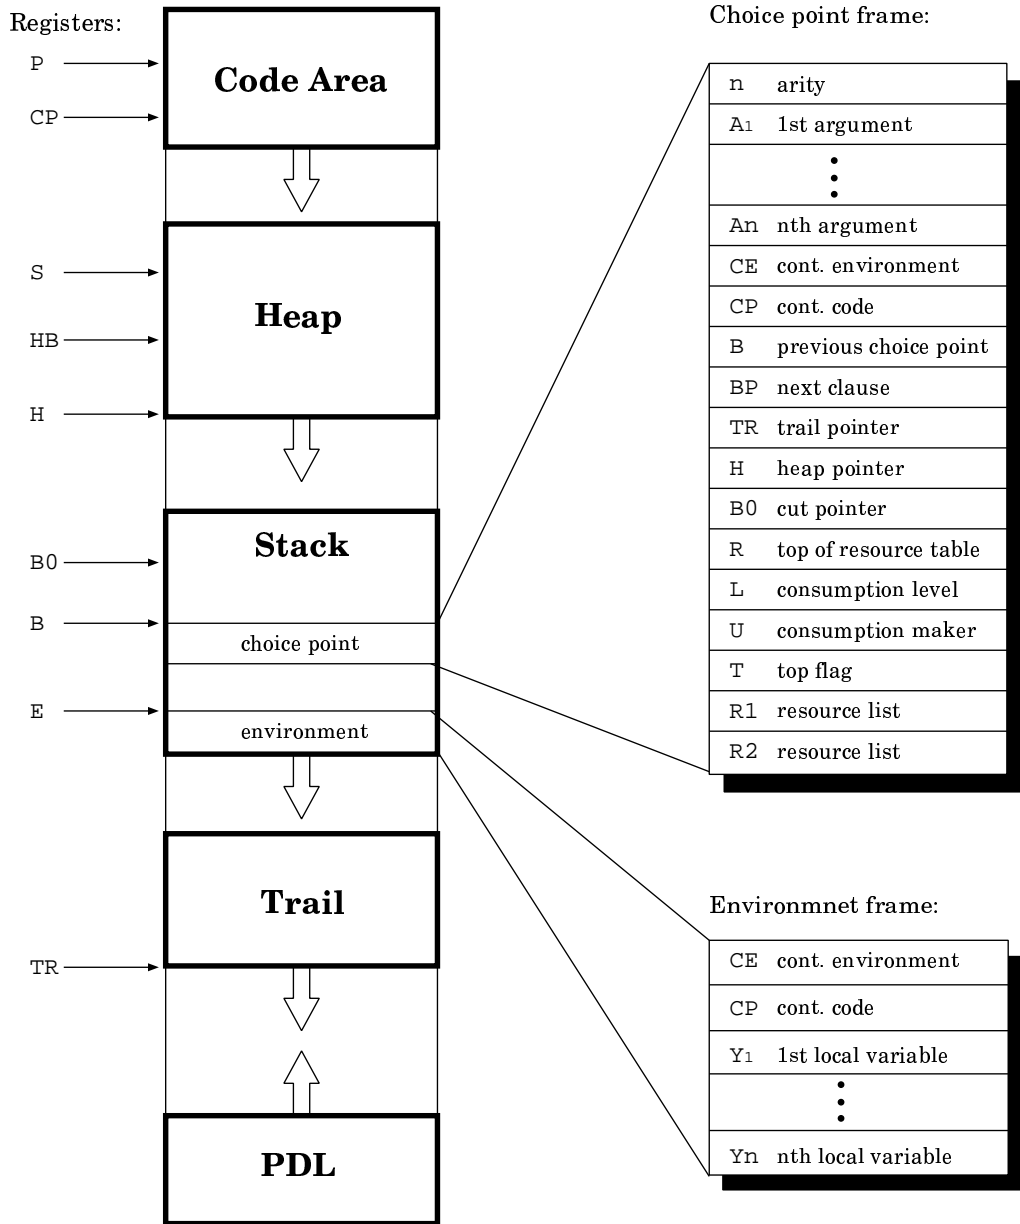 Registers:
P
CP
S
HB
H
B0
B
E
TR
Code Area
Heap
Stack
choice point
environment
Trail
PDL
Choice point frame:
n arity
A1 1st argument
An nth argument
CE cont. environment
CP cont. code
B previous choice point
BP next clause
TR trail pointer
H heap pointer
B0 cut pointer
R top of resource table
L consumption level
U consumption maker
T top flag
R1 resource list
R2 resource list
Environmnet frame:
CE cont. environment
CP cont. code
Y1 1st local variable
Yn nth local variable